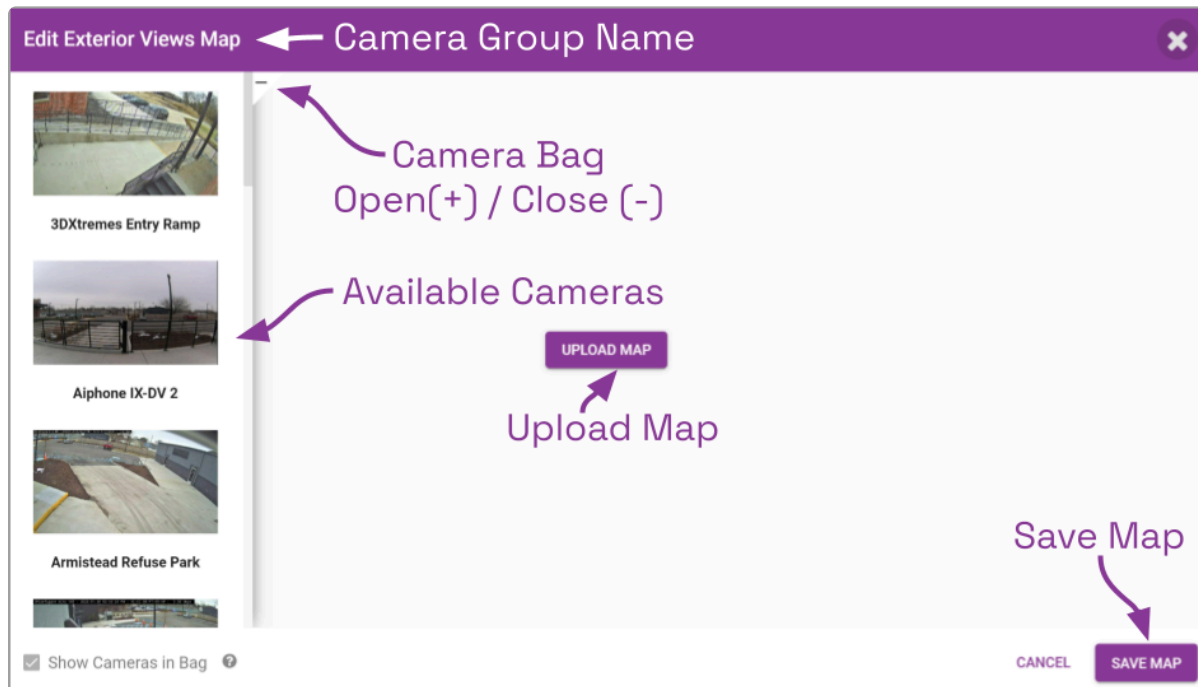 Edit Exterior Views Map
Camera Group Name
Camera Bag
Open(+) / Close (-)
3DXtremes Entry Ramp
Available Cameras
UPLOAD MAP
Aiphone IX-DV 2
Upload Map
Save Map
Armistead Refuse Park
Show Cameras in Bag
CANCEL
SAVE MAP